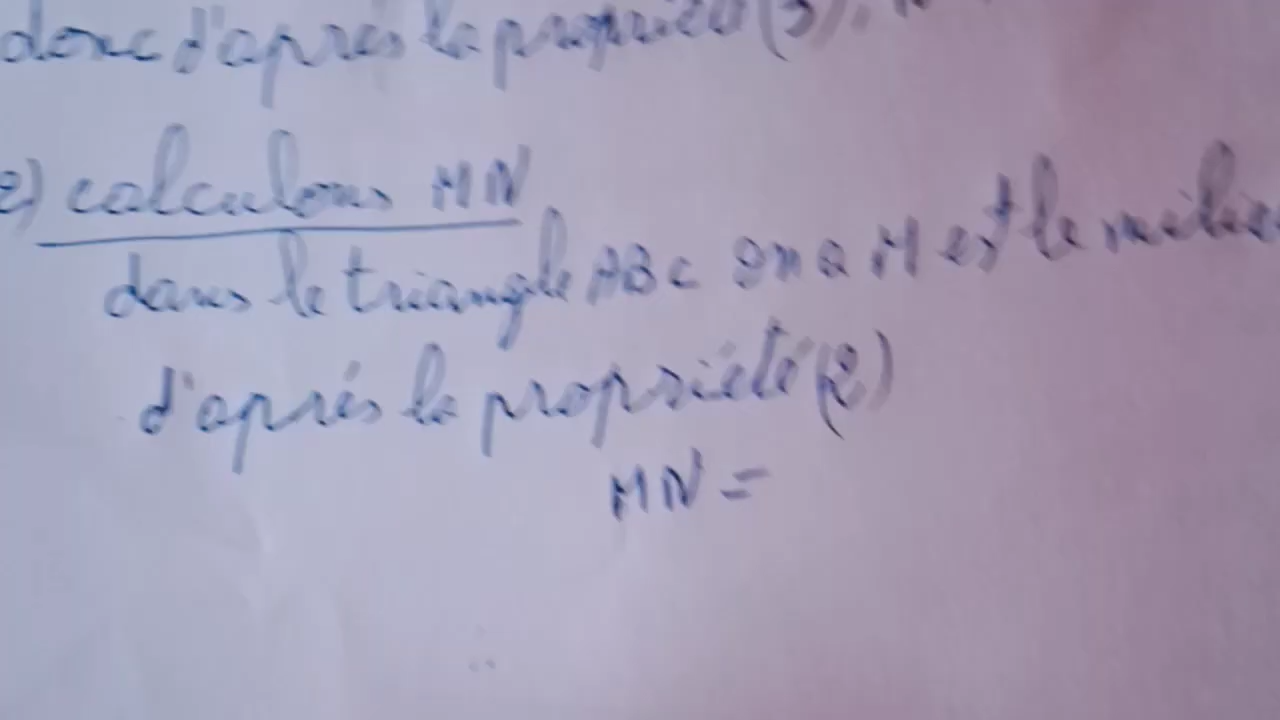 donc d'après la propriété (3),
2) calculons MN
dans le triangle ABC on a M est le milie
d'après la propriété (2)
MN =